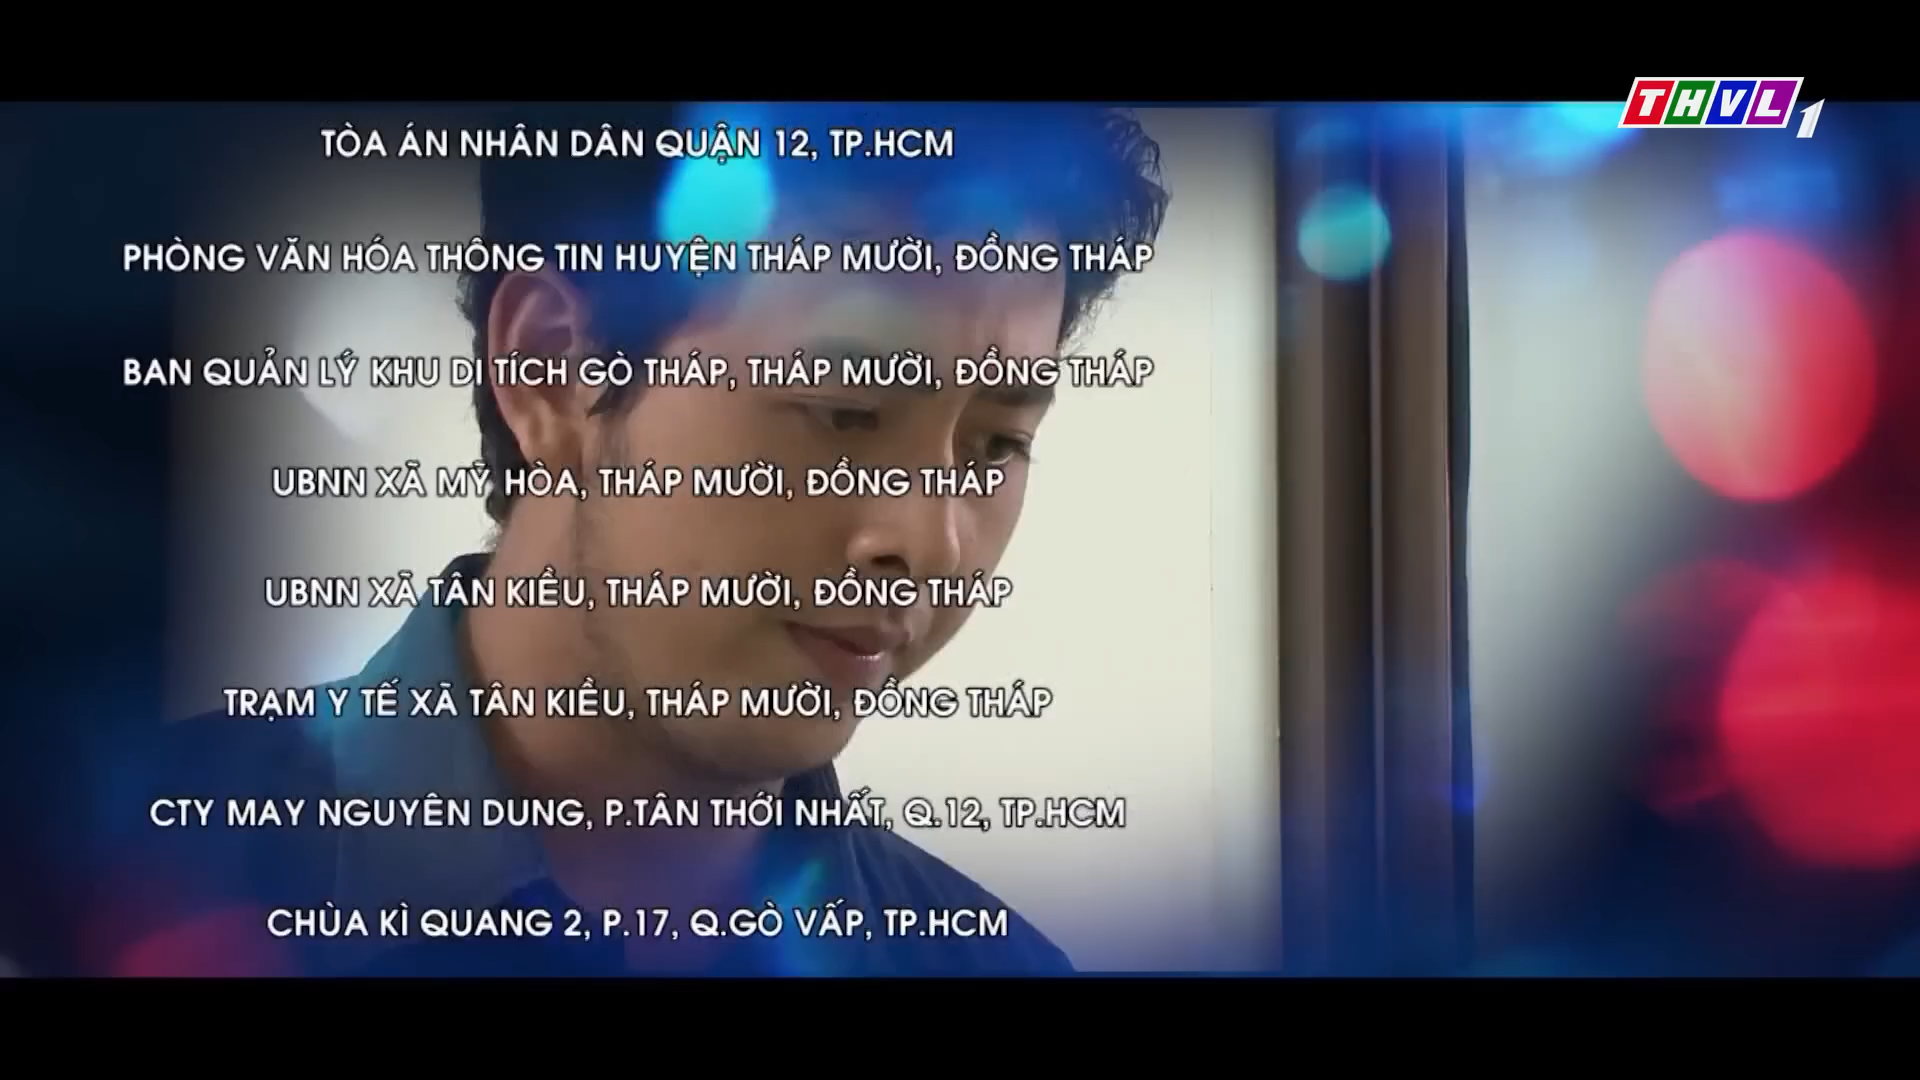 THVL1
TÒA ÁN NHÂN DÂN QUẬN 12, TP.HCM
PHÒNG VĂN HÓA THÔNG TIN HUYỆN THÁP MƯỜI, ĐỒNG THÁP
BAN QUẢN LÝ KHU DI TÍCH GÒ THÁP, THÁP MƯỜI, ĐỒNG THÁP
UBNN XÃ MỸ HÒA, THÁP MƯỜI, ĐỒNG THÁP
UBNN XÃ TÂN KIỀU, THÁP MƯỜI, ĐỒNG THÁP
TRẠM Y TẾ XÃ TÂN KIỀU, THÁP MƯỜI, ĐỒNG THÁP
CTY MAY NGUYÊN DUNG, P.TÂN THỚI NHẤT, Q.12, TP.HCM
CHÙA KÌ QUANG 2, P.17, Q.GÒ VẤP, TP.HCM